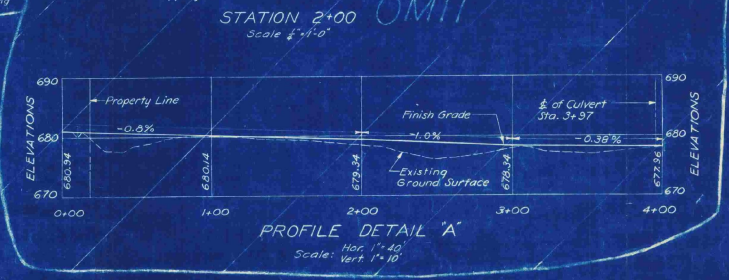 OMIT
STATION 2+00
Scale ¼"=1'-0"
690
690
Property Line
Finish Grade
℄ of Culvert
Sta. 3+97
-0.8%
-1.0%
-0.38%
680
680
ELEVATIONS
ELEVATIONS
680.94
680.14
679.34
678.34
677.96
Existing
Ground Surface
670
670
0+00
1+00
2+00
3+00
4+00
PROFILE DETAIL "A"
Scale: Hor. 1"=40'
Vert. 1"=10'